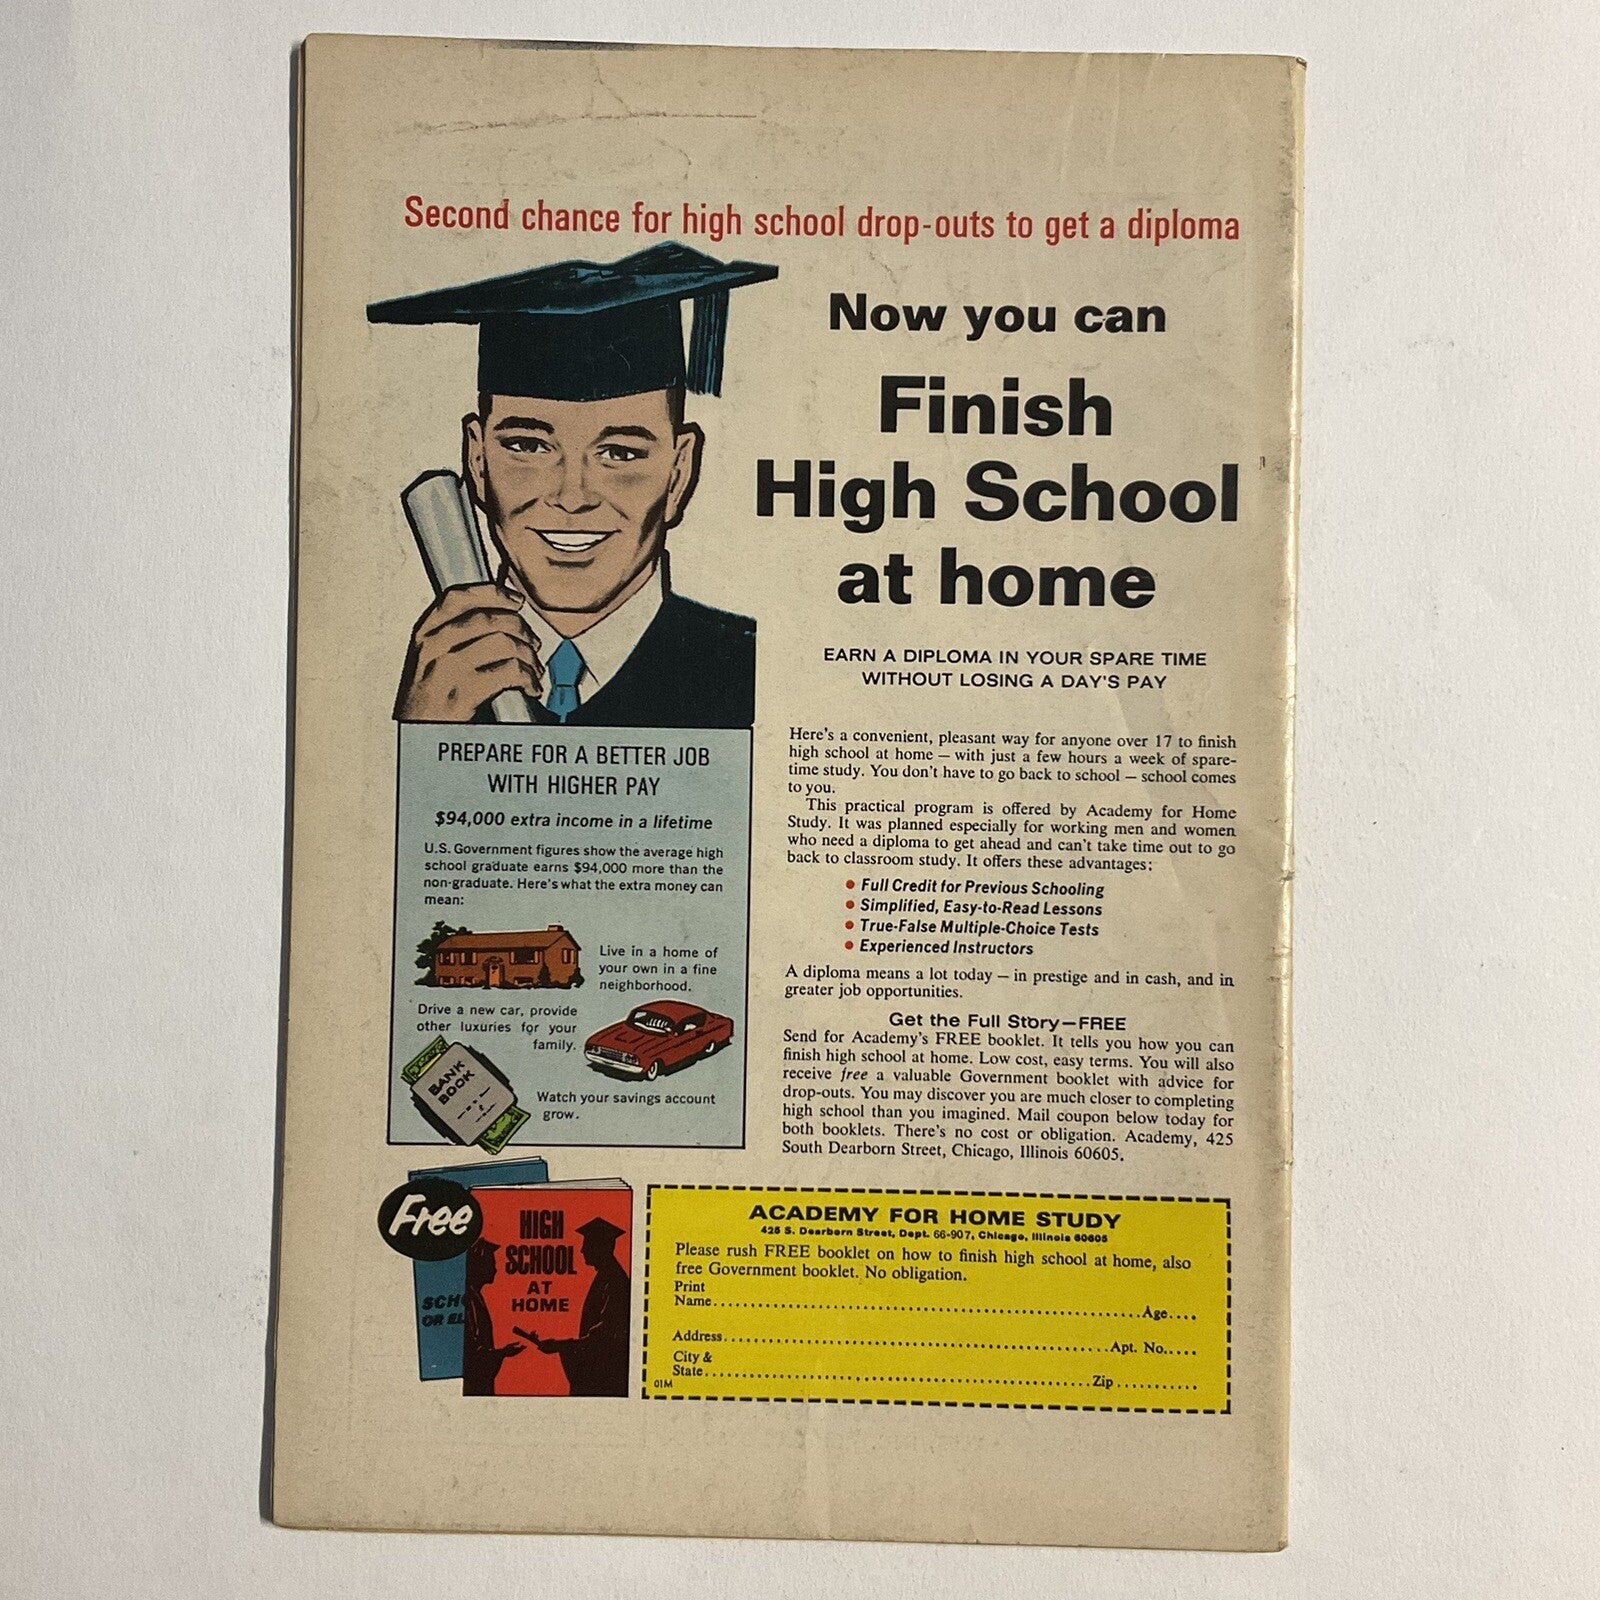 Second chance for high school drop-outs to get a diploma
Now you can
Finish
High School
at home
EARN A DIPLOMA IN YOUR SPARE TIME
WITHOUT LOSING A DAY'S PAY
PREPARE FOR A BETTER JOB
WITH HIGHER PAY
$94,000 extra income in a lifetime
U.S. Government figures show the average high
school graduate earns $94,000 more than the
non-graduate. Here's what the extra money can
mean:
Live in a home of
your own in a fine
neighborhood.
Drive a new car, provide
other luxuries for your
family.
BANK
BOOK
Watch your savings account
grow.
Here's a convenient, pleasant way for anyone over 17 to finish
high school at home — with just a few hours a week of spare-
time study. You don't have to go back to school — school comes
to you.
This practical program is offered by Academy for Home
Study. It was planned especially for working men and women
who need a diploma to get ahead and can't take time out to go
back to classroom study. It offers these advantages:
• Full Credit for Previous Schooling
• Simplified, Easy-to-Read Lessons
• True-False Multiple-Choice Tests
• Experienced Instructors
A diploma means a lot today — in prestige and in cash, and in
greater job opportunities.
Get the Full Story—FREE
Send for Academy's FREE booklet. It tells you how you can
finish high school at home. Low cost, easy terms. You will also
receive free a valuable Government booklet with advice for
drop-outs. You may discover you are much closer to completing
high school than you imagined. Mail coupon below today for
both booklets. There's no cost or obligation. Academy, 425
South Dearborn Street, Chicago, Illinois 60605.
Free
SCHO
OR EL
HIGH
SCHOOL
AT
HOME
ACADEMY FOR HOME STUDY
425 S. Dearborn Street, Dept. 66-907, Chicago, Illinois 60605
Please rush FREE booklet on how to finish high school at home, also
free Government booklet. No obligation.
Print
Name.......Age....
Address.......Apt. No.....
City &
State.......Zip..........
01M